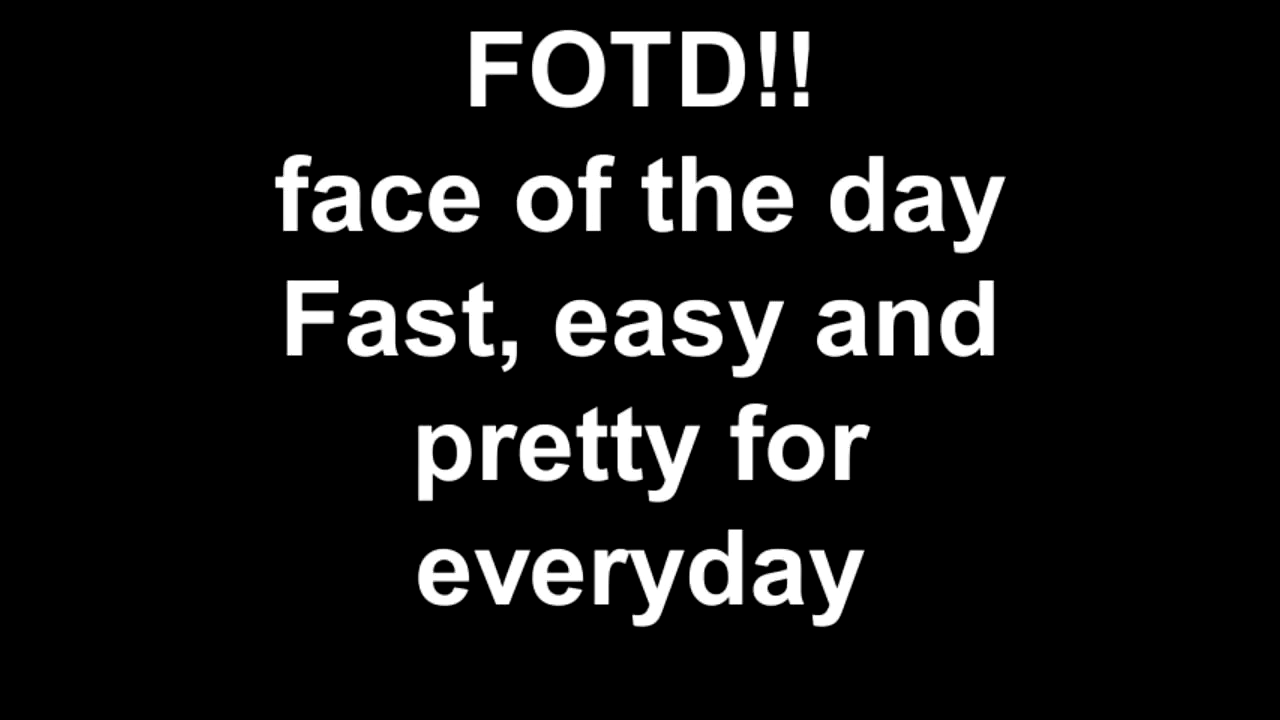 FOTD!!
face of the day
Fast, easy and
pretty for
everyday